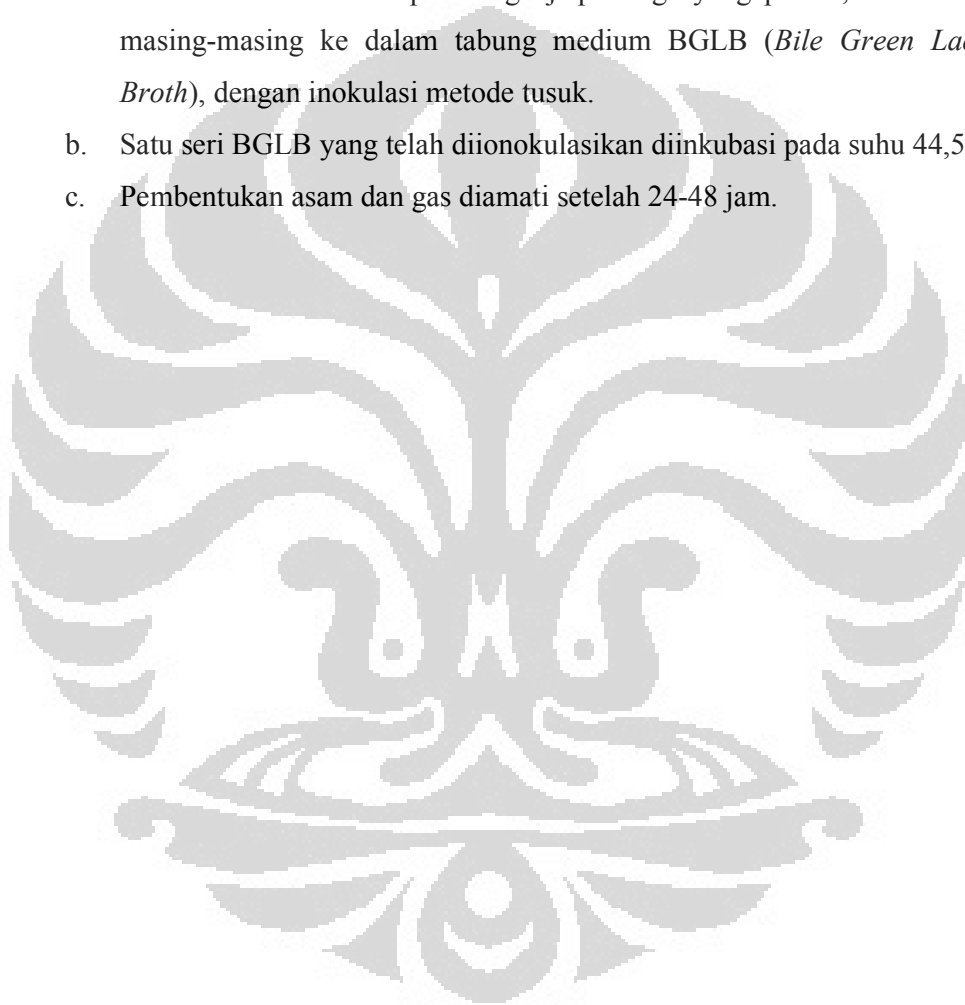 masing-masing ke dalam tabung medium BGLB (Bile Green
Broth), dengan inokulasi metode tusuk.
b. Satu seri BGLB yang telah diionokulasikan diinkubasi pada suhu 44,5
c. Pembentukan asam dan gas diamati setelah 24-48 jam.